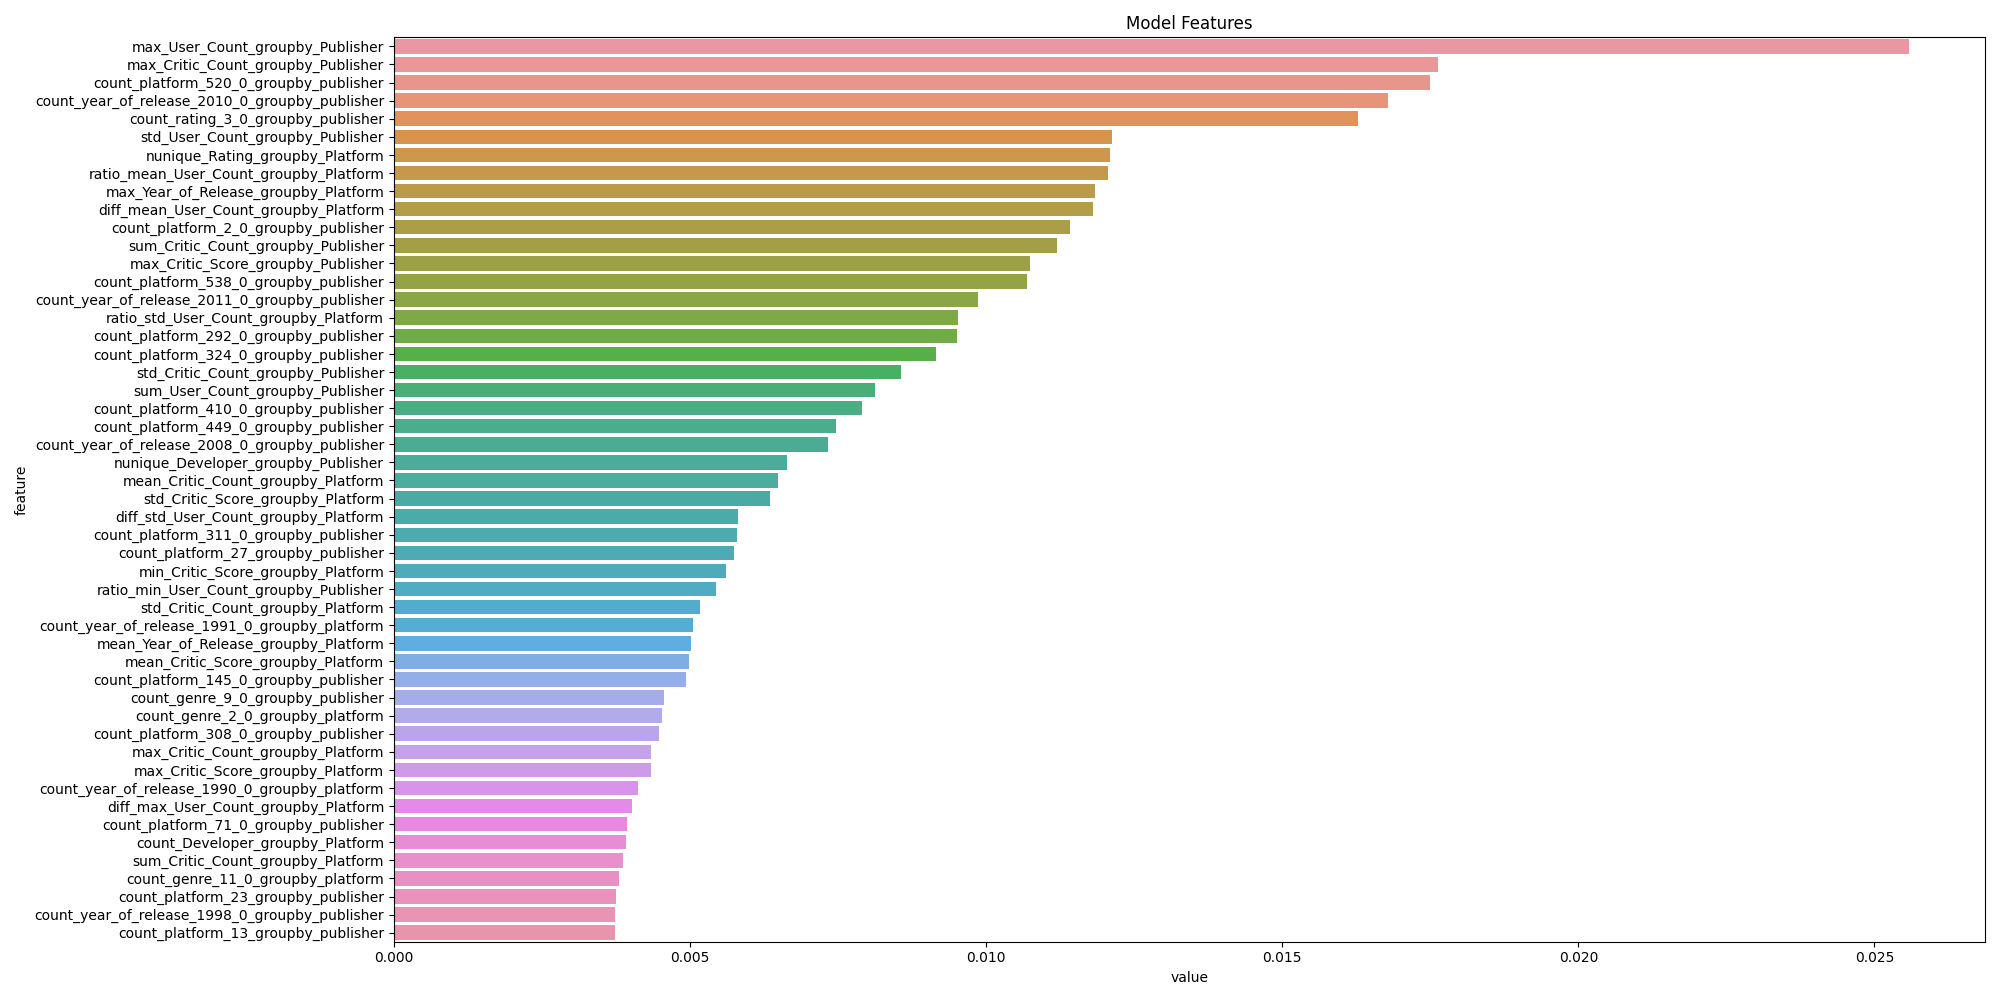 Model Features
max_User_Count_groupby_Publisher
max_Critic_Count_groupby_Publisher
count_platform_520_0_groupby_publisher
count_year_of_release_2010_0_groupby_publisher
count_rating_3_0_groupby_publisher
std_User_Count_groupby_Publisher
nunique_Rating_groupby_Platform
ratio_mean_User_Count_groupby_Platform
max_Year_of_Release_groupby_Platform
diff_mean_User_Count_groupby_Platform
count_platform_2_0_groupby_publisher
sum_Critic_Count_groupby_Publisher
max_Critic_Score_groupby_Publisher
count_platform_538_0_groupby_publisher
count_year_of_release_2011_0_groupby_publisher
ratio_std_User_Count_groupby_Platform
count_platform_292_0_groupby_publisher
count_platform_324_0_groupby_publisher
std_Critic_Count_groupby_Publisher
sum_User_Count_groupby_Publisher
count_platform_410_0_groupby_publisher
count_platform_449_0_groupby_publisher
count_year_of_release_2008_0_groupby_publisher
nunique_Developer_groupby_Publisher
mean_Critic_Count_groupby_Platform
std_Critic_Score_groupby_Platform
diff_std_User_Count_groupby_Platform
count_platform_311_0_groupby_publisher
count_platform_27_groupby_publisher
min_Critic_Score_groupby_Platform
ratio_min_User_Count_groupby_Publisher
std_Critic_Count_groupby_Platform
count_year_of_release_1991_0_groupby_platform
mean_Year_of_Release_groupby_Platform
mean_Critic_Score_groupby_Platform
count_platform_145_0_groupby_publisher
count_genre_9_0_groupby_publisher
count_genre_2_0_groupby_platform
count_platform_308_0_groupby_publisher
max_Critic_Count_groupby_Platform
max_Critic_Score_groupby_Platform
count_year_of_release_1990_0_groupby_platform
diff_max_User_Count_groupby_Platform
count_platform_71_0_groupby_publisher
count_Developer_groupby_Platform
sum_Critic_Count_groupby_Platform
count_genre_11_0_groupby_platform
count_platform_23_groupby_publisher
count_year_of_release_1998_0_groupby_publisher
count_platform_13_groupby_publisher
feature
0.000 0.005 0.010 0.015 0.020 0.025
value